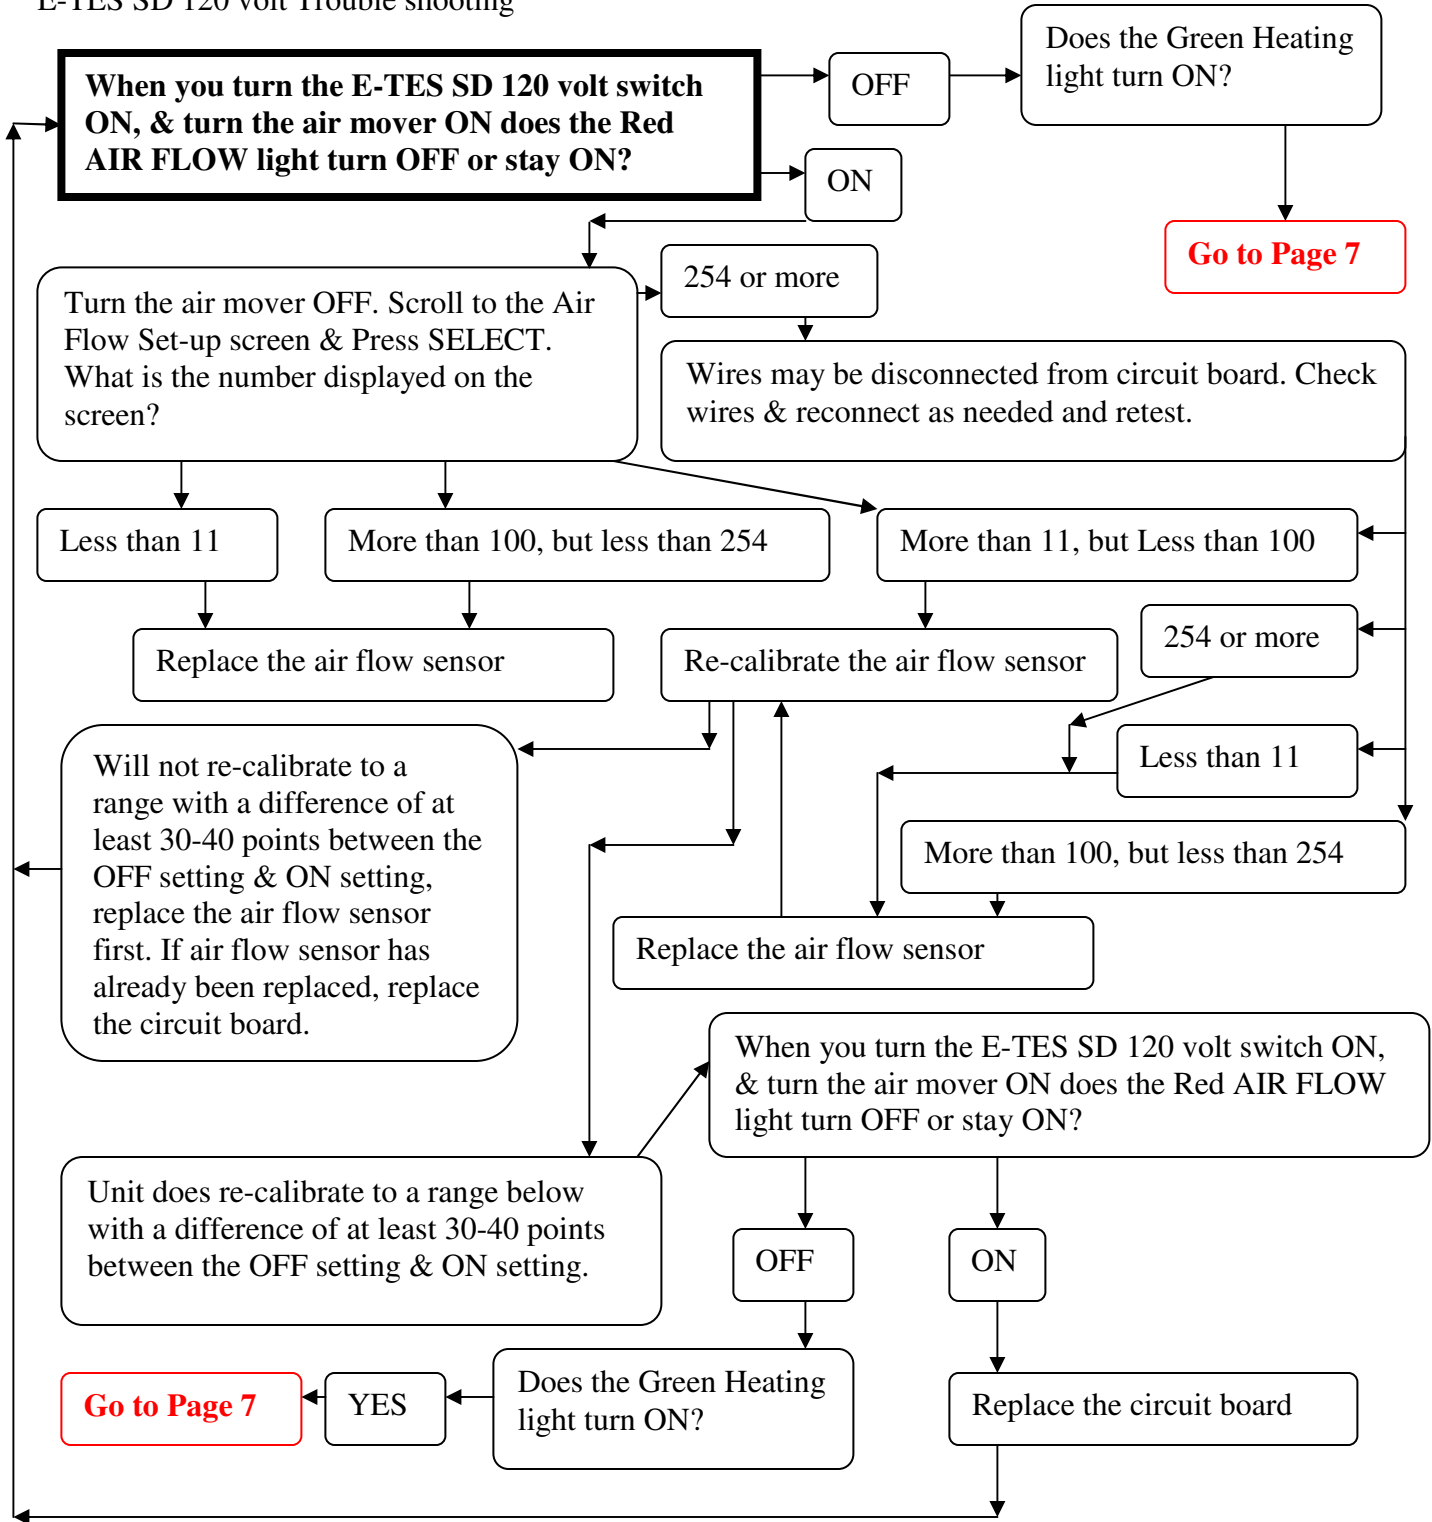 E-TES SD 120 volt Trouble shooting
When you turn the E-TES SD 120 volt switch
ON, & turn the air mover ON does the Red
AIR FLOW light turn OFF or stay ON?
OFF
Does the Green Heating
light turn ON?
ON
Go to Page 7
Turn the air mover OFF. Scroll to the Air
Flow Set-up screen & Press SELECT.
What is the number displayed on the
screen?
254 or more
Wires may be disconnected from circuit board. Check
wires & reconnect as needed and retest.
Less than 11
More than 100, but less than 254
More than 11, but Less than 100
Replace the air flow sensor
Re-calibrate the air flow sensor
254 or more
Less than 11
More than 100, but less than 254
Replace the air flow sensor
Will not re-calibrate to a
range with a difference of at
least 30-40 points between the
OFF setting & ON setting,
replace the air flow sensor
first. If air flow sensor has
already been replaced, replace
the circuit board.
When you turn the E-TES SD 120 volt switch ON,
& turn the air mover ON does the Red AIR FLOW
light turn OFF or stay ON?
Unit does re-calibrate to a range below
with a difference of at least 30-40 points
between the OFF setting & ON setting.
OFF
ON
Go to Page 7
YES
Does the Green Heating
light turn ON?
Replace the circuit board